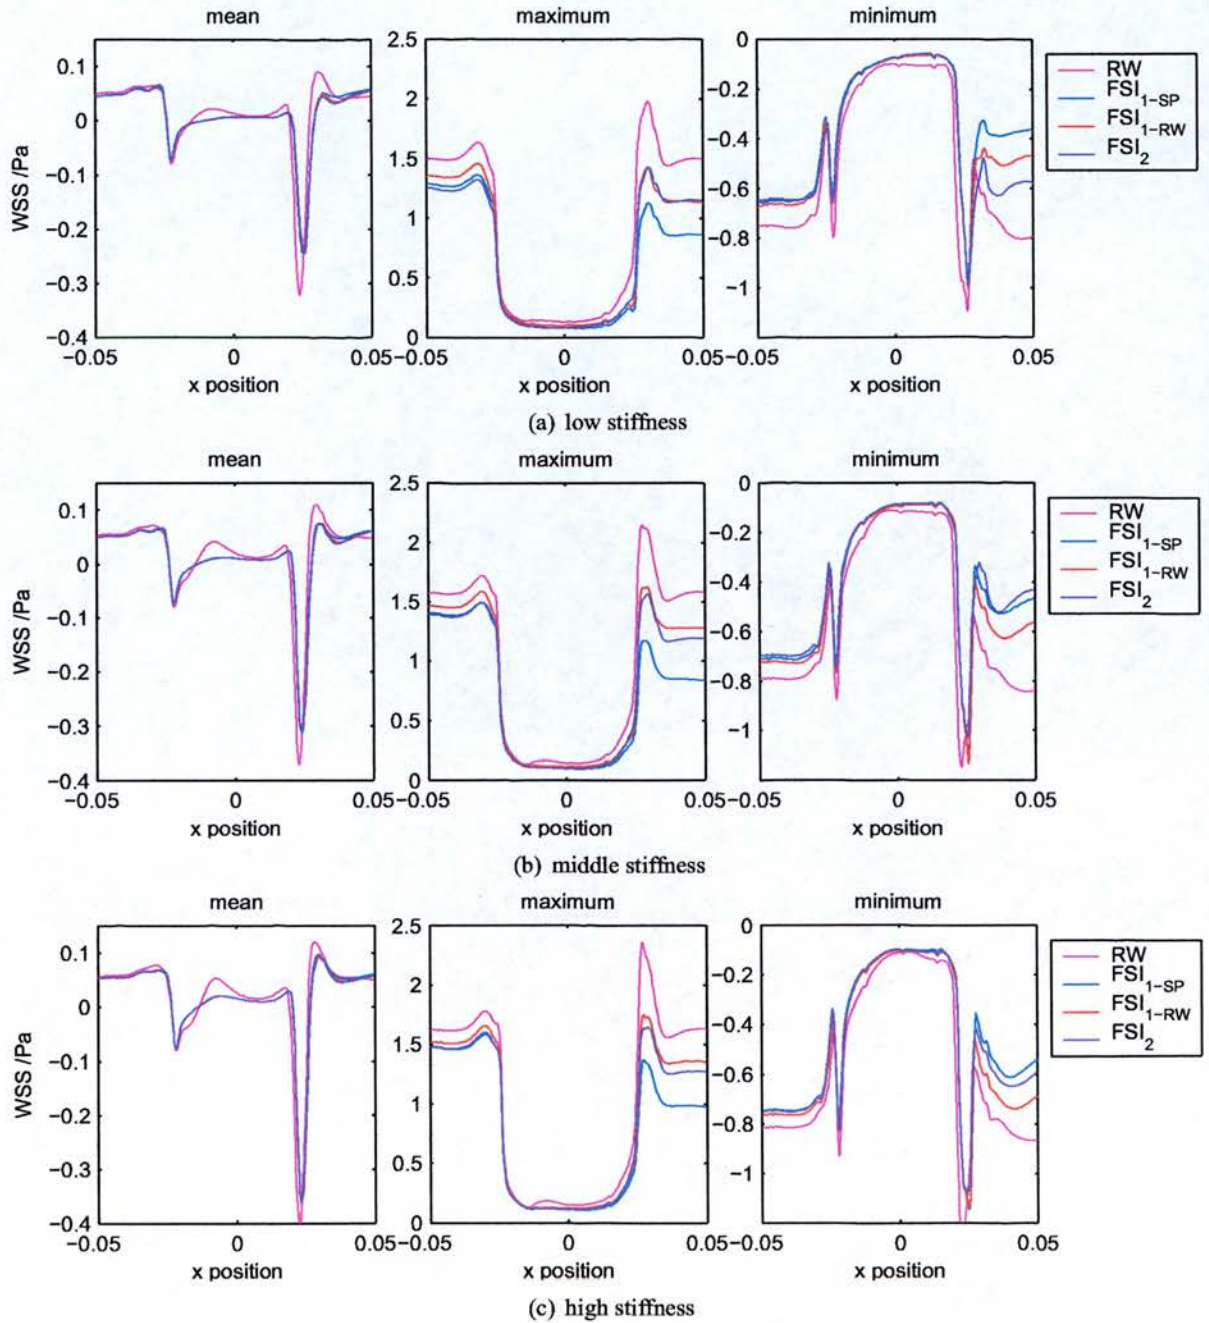 mean
maximum
minimum
0.1
0
−0.1
−0.2
−0.3
−0.4
WSS /Pa
−0.05
0
0.05
x position
2.5
2
1.5
1
0.5
0
−0.05
0
0.05
x position
0
−0.2
−0.4
−0.6
−0.8
−1
−0.05
0
0.05
x position
RW
FSI1−SP
FSI1−RW
FSI2
(a) low stiffness
mean
maximum
minimum
0.1
0
−0.1
−0.2
−0.3
−0.4
WSS /Pa
−0.05
0
0.05
x position
2.5
2
1.5
1
0.5
0
−0.05
0
0.05
x position
0
−0.2
−0.4
−0.6
−0.8
−1
−0.05
0
0.05
x position
RW
FSI1−SP
FSI1−RW
FSI2
(b) middle stiffness
mean
maximum
minimum
0.1
0
−0.1
−0.2
−0.3
−0.4
WSS /Pa
−0.05
0
0.05
x position
2.5
2
1.5
1
0.5
0
−0.05
0
0.05
x position
0
−0.2
−0.4
−0.6
−0.8
−1
−0.05
0
0.05
x position
RW
FSI1−SP
FSI1−RW
FSI2
(c) high stiffness